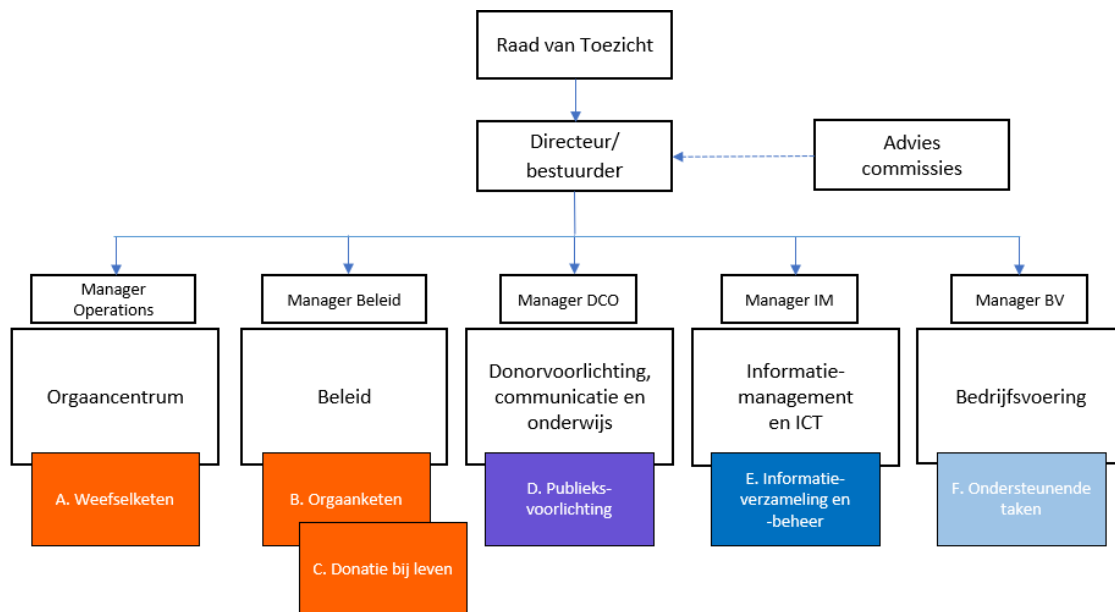 Raad van Toezicht
Directeur/
bestuurder
Advies
commissies
Manager
Operations
Manager Beleid
Manager DCO
Manager IM
Manager BV
Orgaancentrum
Beleid
Donorvoorlichting,
communicatie en
onderwijs
Informatie-
management
en ICT
Bedrijfsvoering
A. Weefselketen
B. Orgaanketen
C. Donatie bij leven
D. Publieks-
voorlichting
E. Informatie-
verzameling en
-beheer
F. Ondersteunende
taken